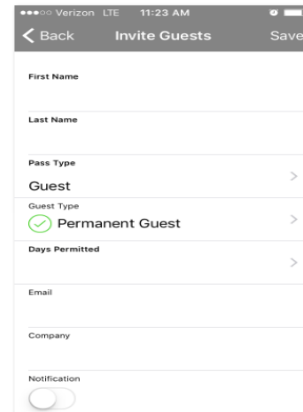 Verizon LTE 11:23 AM
Back Invite Guests Save
First Name
Last Name
Pass Type
Guest
Guest Type
Permanent Guest
Days Permitted
Email
Company
Notification